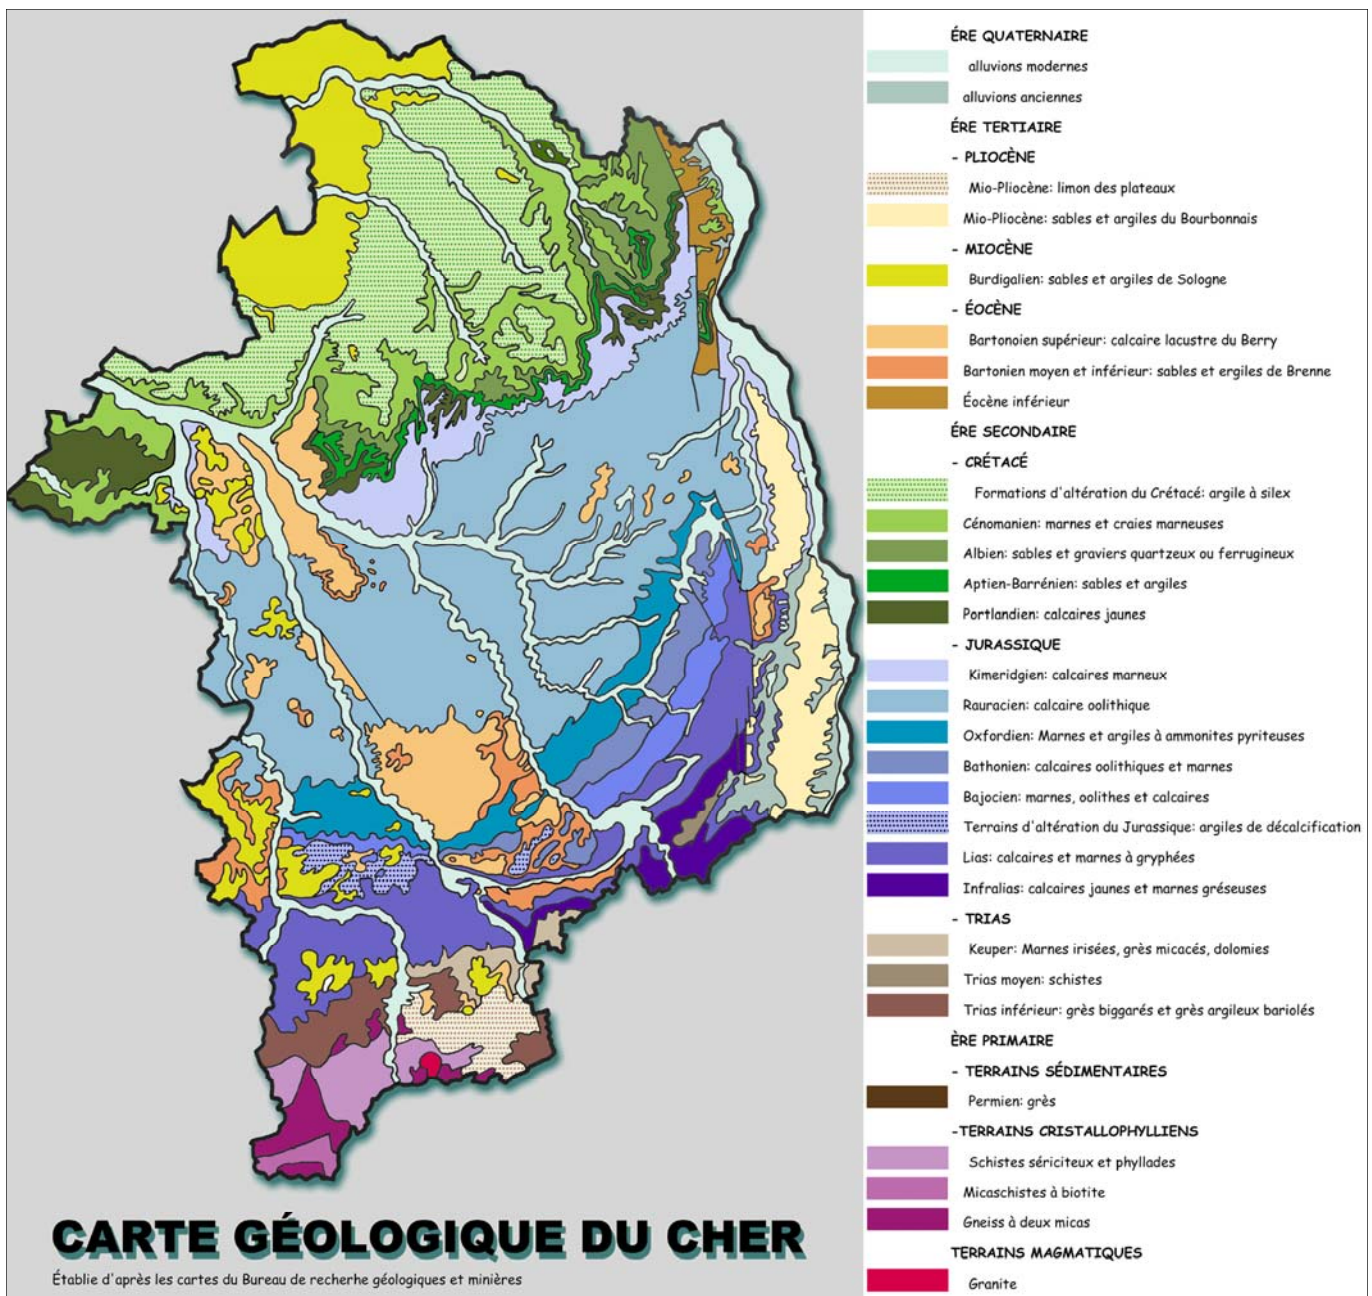 ÉRE QUATERNAIRE
alluvions modernes
alluvions anciennes
ÉRE TERTIAIRE
- PLIOCÈNE
Mio-Pliocène: limon des plateaux
Mio-Pliocène: sables et argiles du Bourbonnais
- MIOCÈNE
Burdigalien: sables et argiles de Sologne
- ÉOCÈNE
Bartonoien supérieur: calcaire lacustre du Berry
Bartonien moyen et inférieur: sables et ergiles de Brenne
Éocène inférieur
ÉRE SECONDAIRE
- CRÉTACÉ
Formations d'altération du Crétacé: argile à silex
Cénomanien: marnes et craies marneuses
Albien: sables et graviers quartzeux ou ferrugineux
Aptien-Barrénien: sables et argiles
Portlandien: calcaires jaunes
- JURASSIQUE
Kimeridgien: calcaires marneux
Rauracien: calcaire oolithique
Oxfordien: Marnes et argiles à ammonites pyriteuses
Bathonien: calcaires oolithiques et marnes
Bajocien: marnes, oolithes et calcaires
Terrains d'altération du Jurassique: argiles de décalcification
Lias: calcaires et marnes à gryphées
Infralias: calcaires jaunes et marnes gréseuses
- TRIAS
Keuper: Marnes irisées, grès micacés, dolomies
Trias moyen: schistes
Trias inférieur: grès biggarés et grès argileux bariolés
ÈRE PRIMAIRE
- TERRAINS SÉDIMENTAIRES
Permien: grès
-TERRAINS CRISTALLOPHYLLIENS
Schistes sériciteux et phyllades
Micaschistes à biotite
Gneiss à deux micas
TERRAINS MAGMATIQUES
Granite
CARTE GÉOLOGIQUE DU CHER
Établie d'après les cartes du Bureau de recherhe géologiques et minières